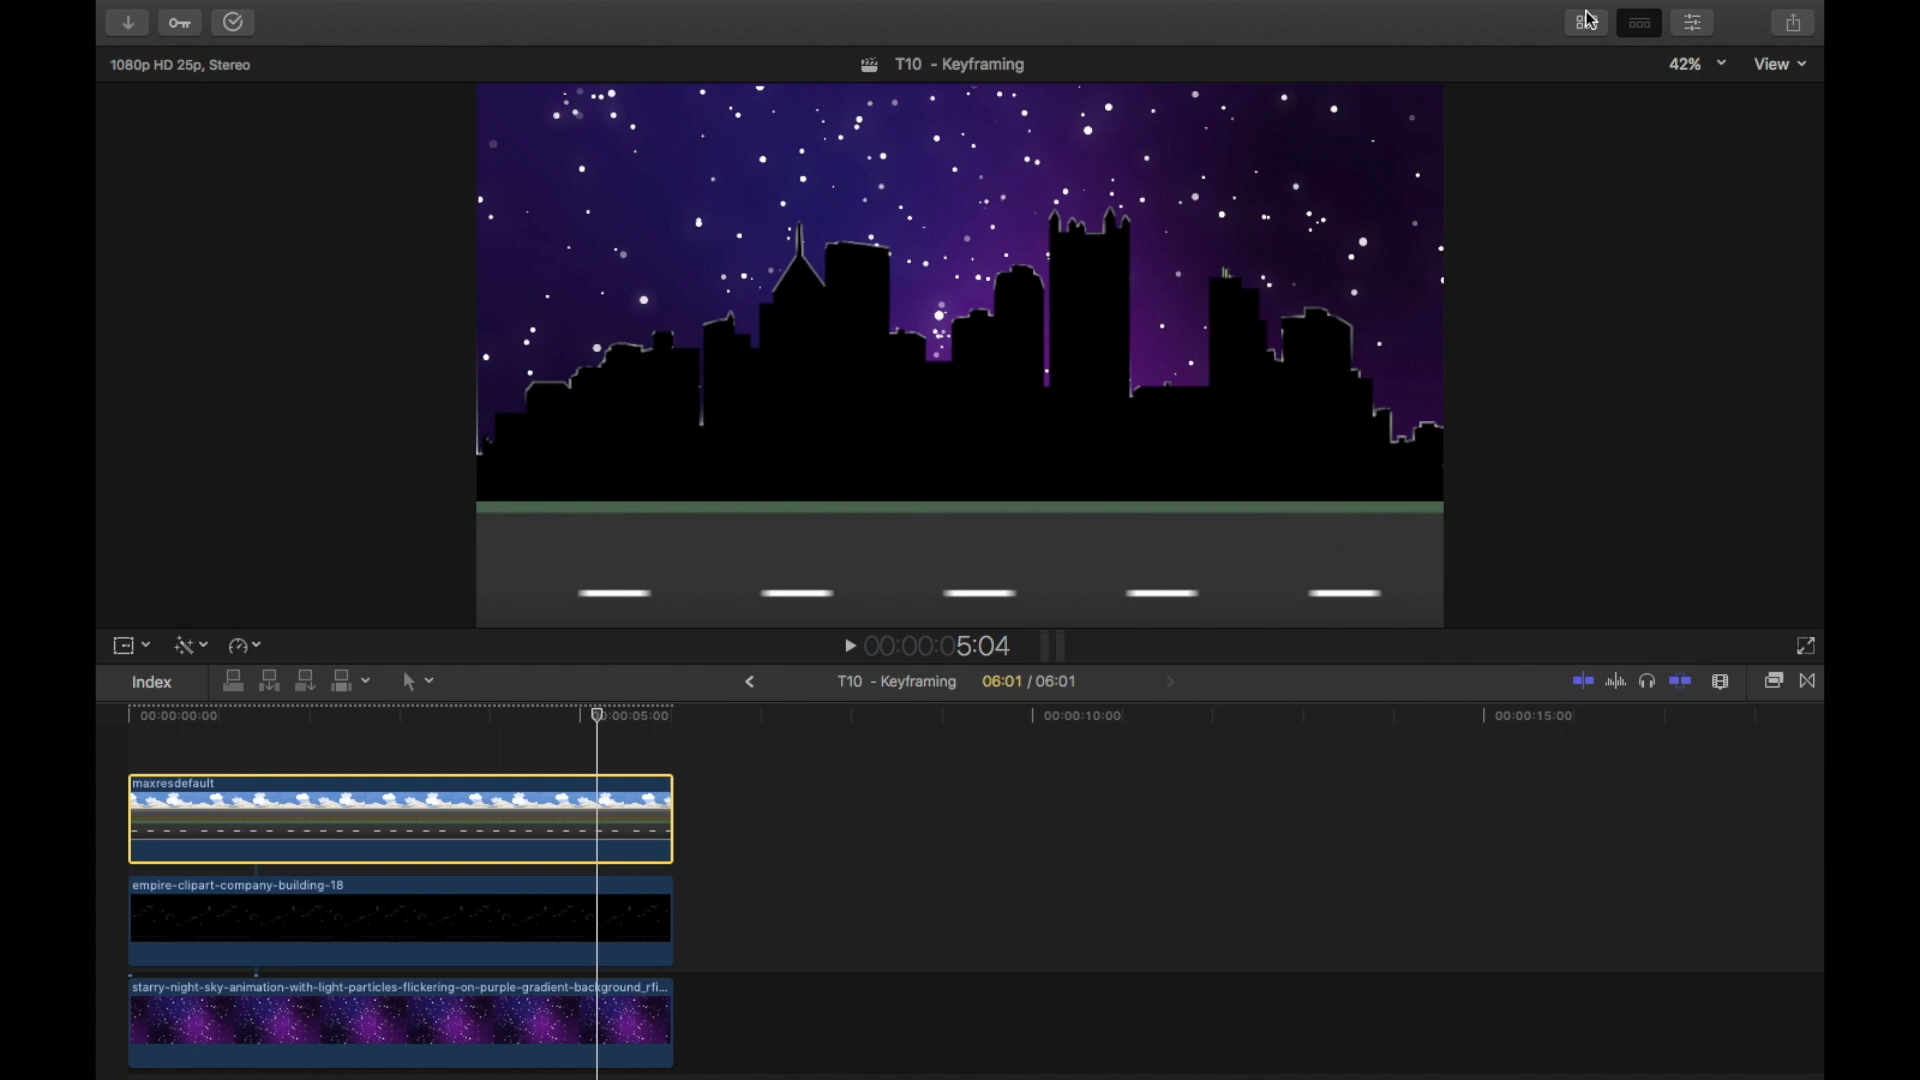 1080p HD 25p, Stereo
T10 - Keyframing
42%
View
00:00:05:04
Index
T10 - Keyframing
06:01 / 06:01
00:00:00:00
00:00:05:00
00:00:10:00
00:00:15:00
maxresdefault
empire-clipart-company-building-18
starry-night-sky-animation-with-light-particles-flickering-on-purple-gradient-background_rfi...